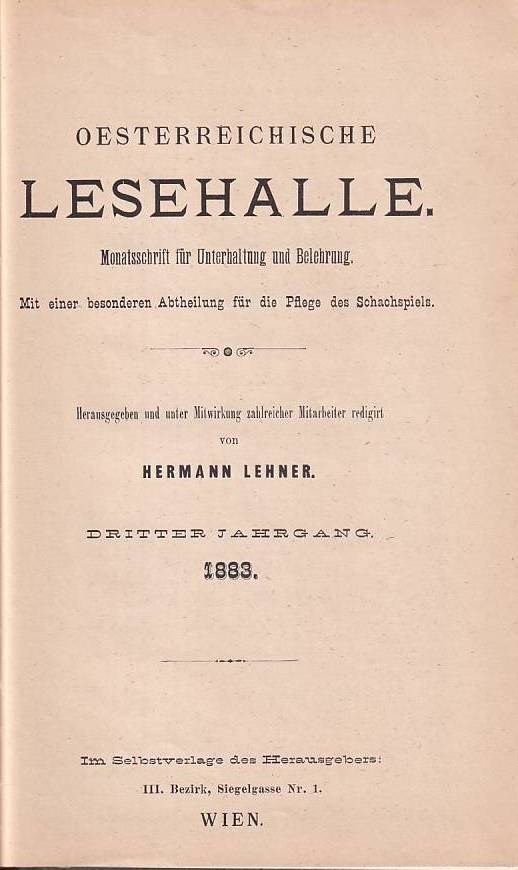 OESTERREICHISCHE
LESEHALLE.
Monatsschrift für Unterhaltung und Belehrung.
Mit einer besonderen Abtheilung für die Pflege des Schachspiels.
Herausgegeben und unter Mitwirkung zahlreicher Mitarbeiter redigirt
von
HERMANN LEHNER.
DRITTER JAHRGANG.
1883.
Im Selbstverlage des Herausgebers:
III. Bezirk, Siegelgasse Nr. 1.
WIEN.